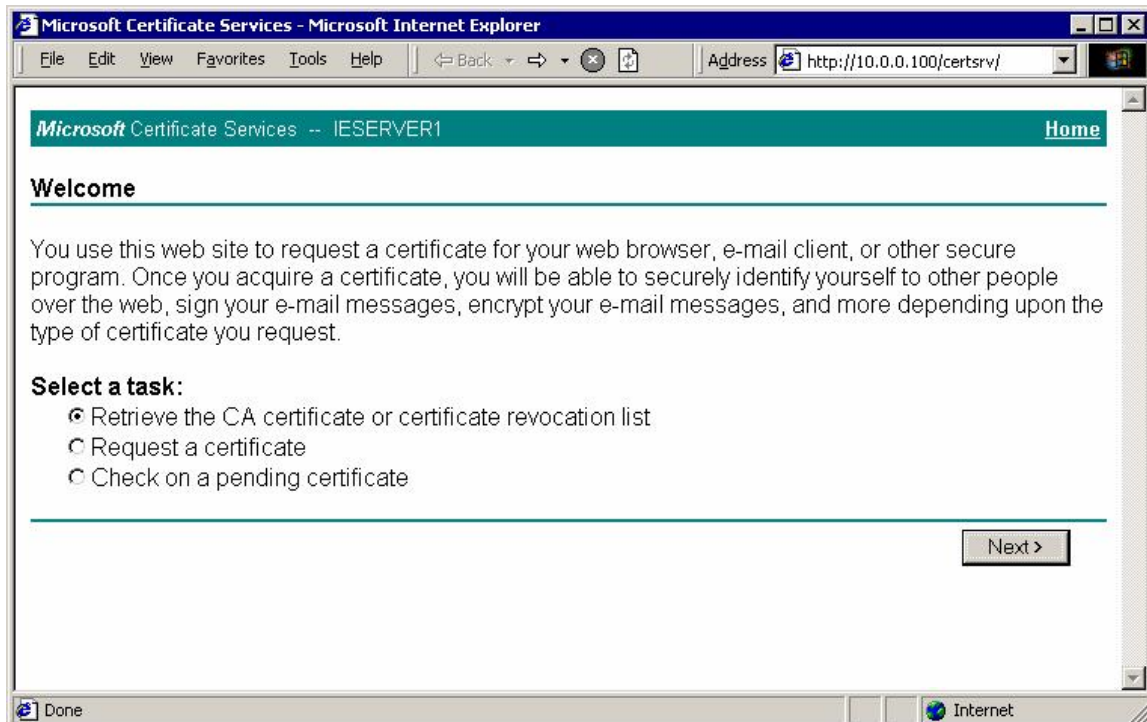 Microsoft Certificate Services - Microsoft Internet Explorer
File Edit View Favorites Tools Help Back Address http://10.0.0.100/certsrv/
Microsoft Certificate Services -- IESERVER1 Home
Welcome
You use this web site to request a certificate for your web browser, e-mail client, or other secure
program. Once you acquire a certificate, you will be able to securely identify yourself to other people
over the web, sign your e-mail messages, encrypt your e-mail messages, and more depending upon the
type of certificate you request.
Select a task:
Retrieve the CA certificate or certificate revocation list
Request a certificate
Check on a pending certificate
Next >
Done Internet